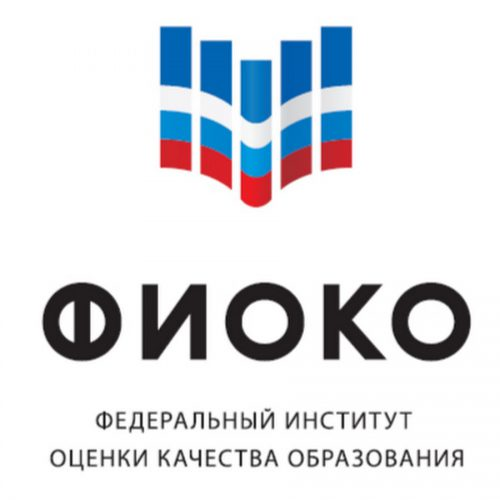 ФИОКО
ФЕДЕРАЛЬНЫЙ ИНСТИТУТ
ОЦЕНКИ КАЧЕСТВА ОБРАЗОВАНИЯ